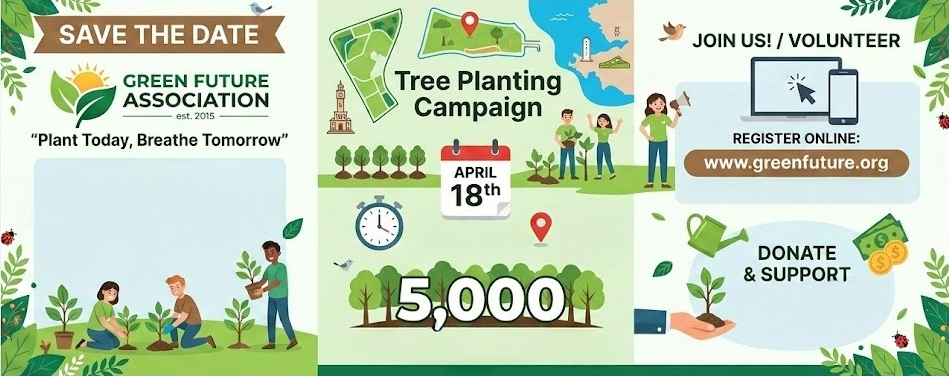 SAVE THE DATE
GREEN FUTURE
ASSOCIATION
est. 2015
“Plant Today, Breathe Tomorrow”
Tree Planting
Campaign
APRIL
18th
5,000
JOIN US! / VOLUNTEER
REGISTER ONLINE:
www.greenfuture.org
DONATE
& SUPPORT